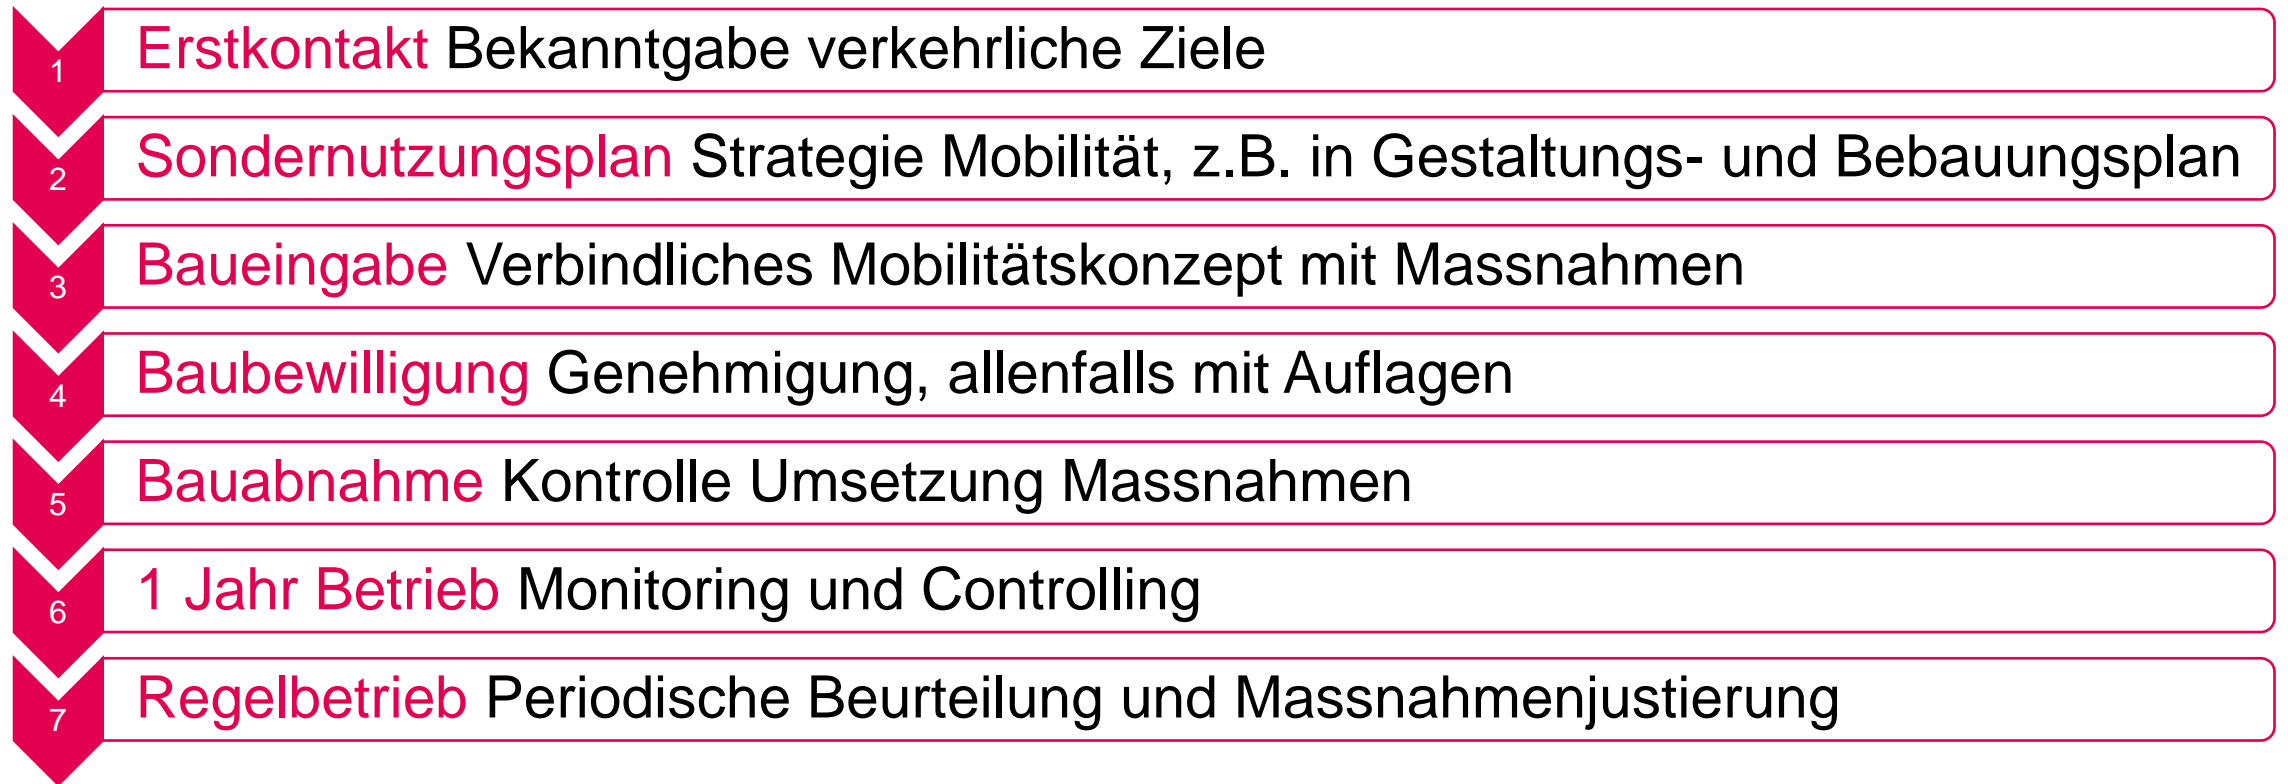 1 Erstkontakt Bekanntgabe verkehrliche Ziele
2 Sondernutzungsplan Strategie Mobilität, z.B. in Gestaltungs- und Bebauungsplan
3 Baueingabe Verbindliches Mobilitätskonzept mit Massnahmen
4 Baubewilligung Genehmigung, allenfalls mit Auflagen
5 Bauabnahme Kontrolle Umsetzung Massnahmen
6 1 Jahr Betrieb Monitoring und Controlling
7 Regelbetrieb Periodische Beurteilung und Massnahmenjustierung